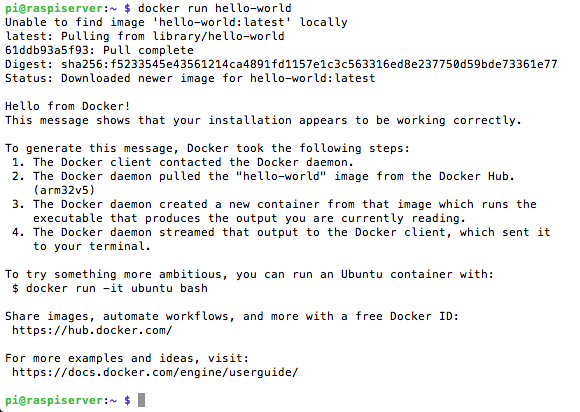 pi@raspiserver:~ $ docker run hello-world
Unable to find image 'hello-world:latest' locally
latest: Pulling from library/hello-world
61ddb93a5f93: Pull complete
Digest: sha256:f5233545e43561214ca4891fd1157e1c3c563316ed8e237750d59bde73361e77
Status: Downloaded newer image for hello-world:latest

Hello from Docker!
This message shows that your installation appears to be working correctly.

To generate this message, Docker took the following steps:
 1. The Docker client contacted the Docker daemon.
 2. The Docker daemon pulled the "hello-world" image from the Docker Hub.
    (arm32v5)
 3. The Docker daemon created a new container from that image which runs the
    executable that produces the output you are currently reading.
 4. The Docker daemon streamed that output to the Docker client, which sent it
    to your terminal.

To try something more ambitious, you can run an Ubuntu container with:
 $ docker run -it ubuntu bash

Share images, automate workflows, and more with a free Docker ID:
 https://hub.docker.com/

For more examples and ideas, visit:
 https://docs.docker.com/engine/userguide/

pi@raspiserver:~ $